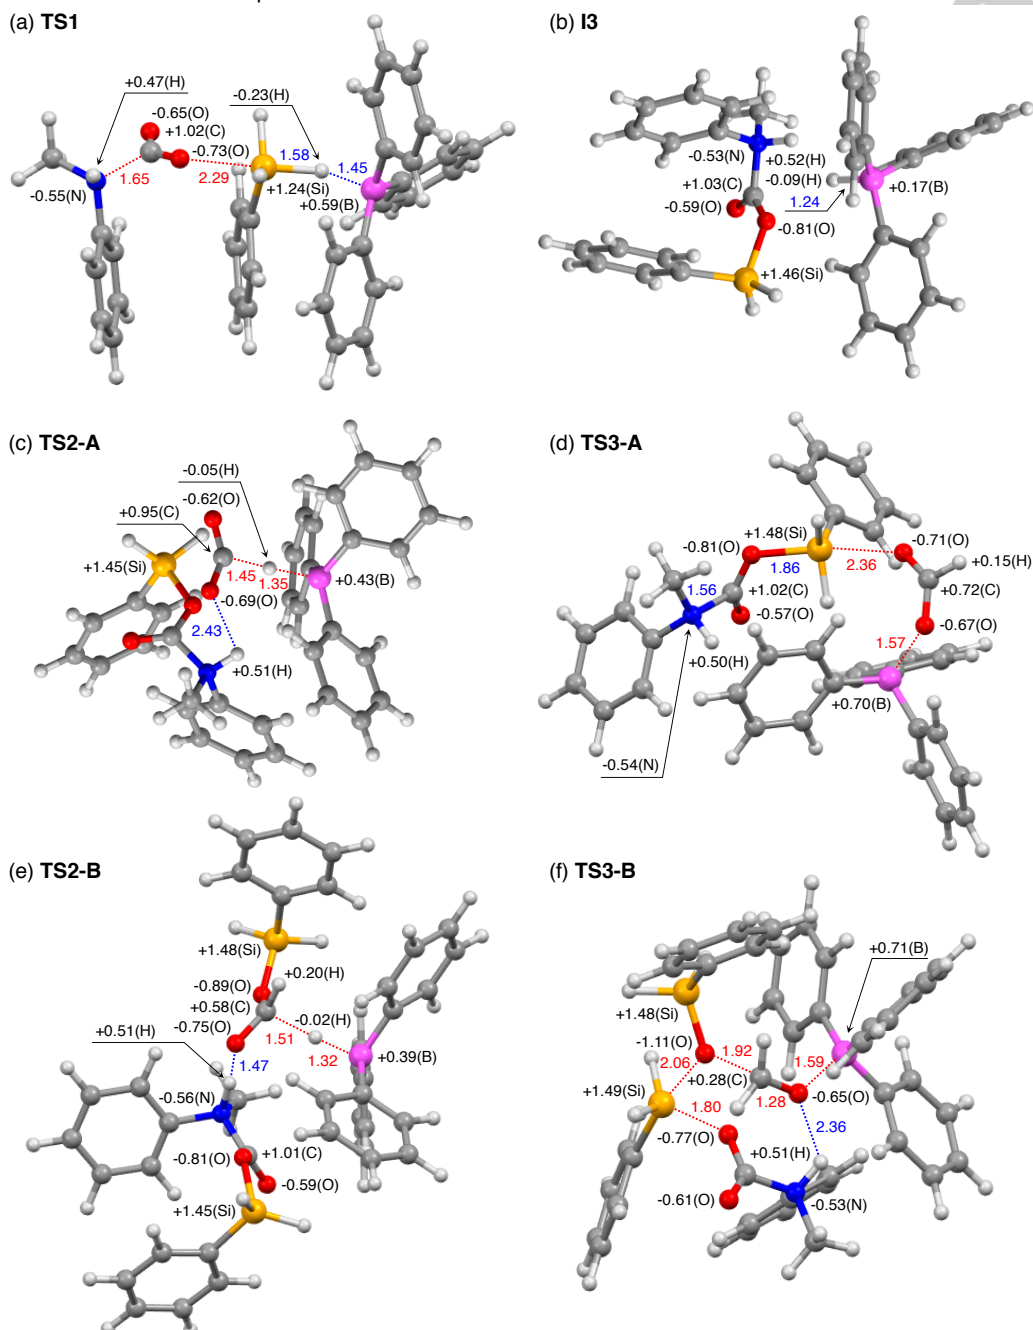 (a) TS1
+0.47(H)
-0.65(O)
+1.02(C)
-0.73(O)
-0.23(H)
1.58
1.45
-0.55(N)
1.65
2.29
+1.24(Si)
+0.59(B)
(b) I3
-0.53(N)
+0.52(H)
+1.03(C)
-0.09(H)
-0.59(O)
1.24
+0.17(B)
-0.81(O)
+1.46(Si)
(c) TS2-A
-0.05(H)
-0.62(O)
+0.95(C)
+1.45(Si)
1.45
1.35
+0.43(B)
-0.69(O)
2.43
+0.51(H)
(d) TS3-A
+1.48(Si)
-0.81(O)
-0.71(O)
1.86
2.36
+0.15(H)
1.56
+1.02(C)
+0.72(C)
-0.57(O)
-0.67(O)
1.57
+0.50(H)
+0.70(B)
-0.54(N)
(e) TS2-B
+1.48(Si)
+0.20(H)
-0.89(O)
+0.58(C)
-0.02(H)
+0.51(H)
-0.75(O)
1.51
1.32
+0.39(B)
1.47
-0.56(N)
-0.81(O)
+1.01(C)
-0.59(O)
+1.45(Si)
(f) TS3-B
+0.71(B)
+1.48(Si)
-1.11(O)
2.06
1.92
1.59
+0.28(C)
+1.49(Si)
1.28
-0.65(O)
1.80
2.36
-0.77(O)
+0.51(H)
-0.61(O)
-0.53(N)